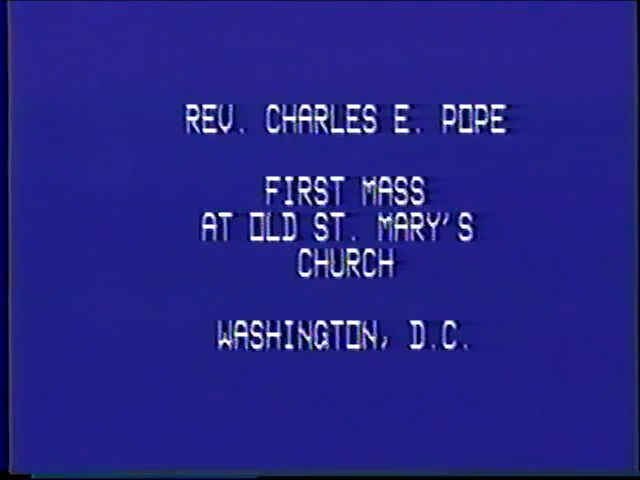 REV. CHARLES E. POPE
FIRST MASS
AT OLD ST. MARY'S
CHURCH
WASHINGTON, D.C.